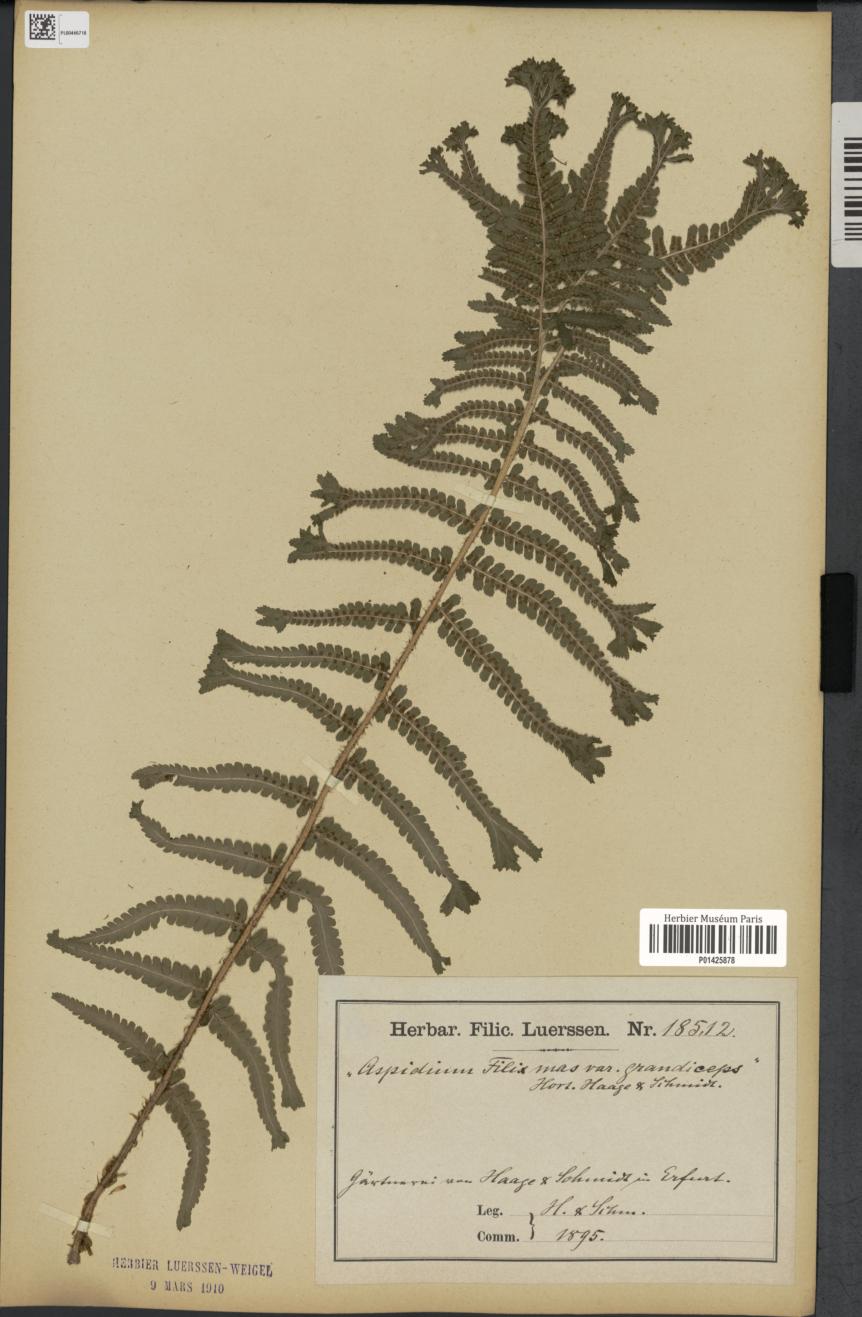 PL00446718
Herbier Muséum Paris
P01425878
Herbar. Filic. Luerssen. Nr. 18512.
"Aspidium Filix mas var. grandiceps"
Hort. Haage & Schmidt.
Gärtnerei von Haage & Schmidt in Erfurt.
Leg. H. & Schm.
Comm. } 1895.
HERBIER LUERSSEN-WEIGEL
9 MARS 1910